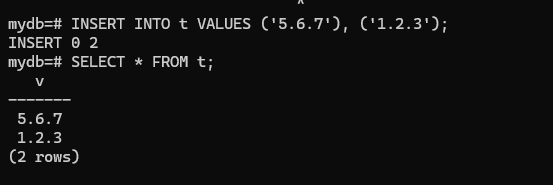 mydb=# INSERT INTO t VALUES ('5.6.7'), ('1.2.3');
INSERT 0 2
mydb=# SELECT * FROM t;
   v
-------
 5.6.7
 1.2.3
(2 rows)